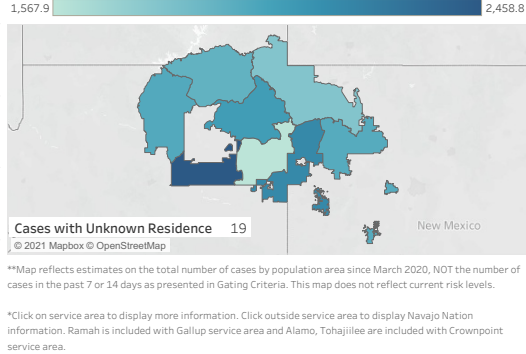 1,567.9 2,458.8
New Mexico
Cases with Unknown Residence 19
© 2021 Mapbox © OpenStreetMap
**Map reflects estimates on the total number of cases by population area since March 2020, NOT the number of
cases in the past 7 or 14 days as presented in Gating Criteria. This map does not reflect current risk levels.
*Click on service area to display more information. Click outside service area to display Navajo Nation
information. Ramah is included with Gallup service area and Alamo, Tohajiilee are included with Crownpoint
service area.